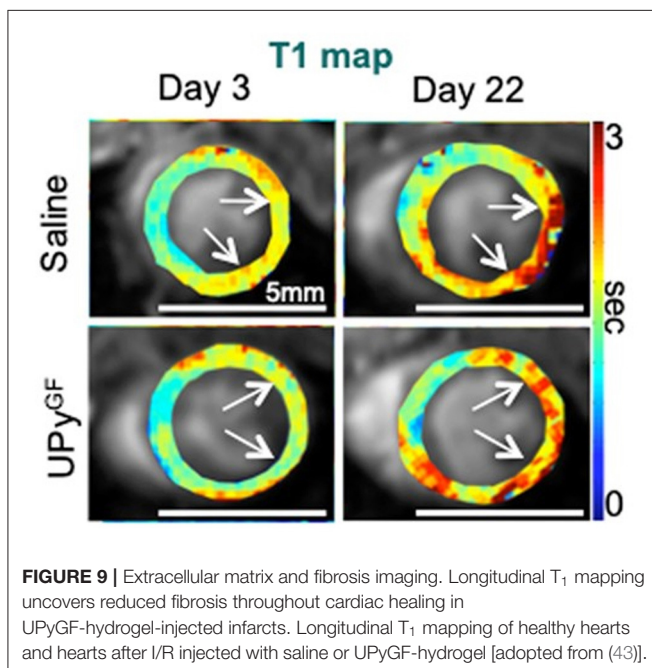 T1 map
Day 3
Day 22
Saline
5mm
UPyᴳᶠ
3
sec
0
FIGURE 9 | Extracellular matrix and fibrosis imaging. Longitudinal T₁ mapping
uncovers reduced fibrosis throughout cardiac healing in
UPyGF-hydrogel-injected infarcts. Longitudinal T₁ mapping of healthy hearts
and hearts after I/R injected with saline or UPyGF-hydrogel [adopted from (43)].